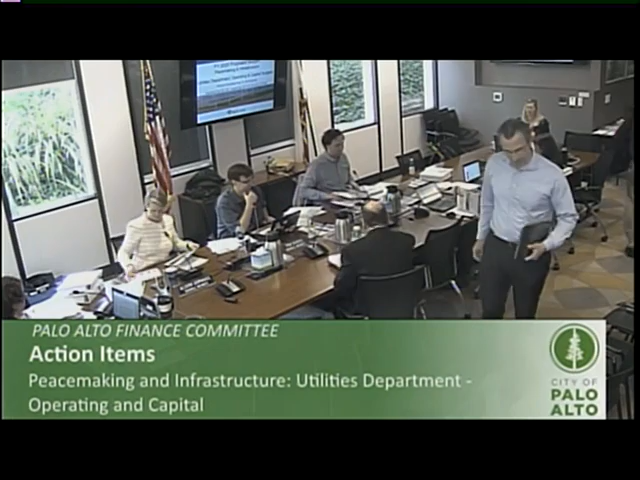 PALO ALTO FINANCE COMMITTEE
Action Items
Peacemaking and Infrastructure: Utilities Department -
Operating and Capital
CITY OF
PALO
ALTO